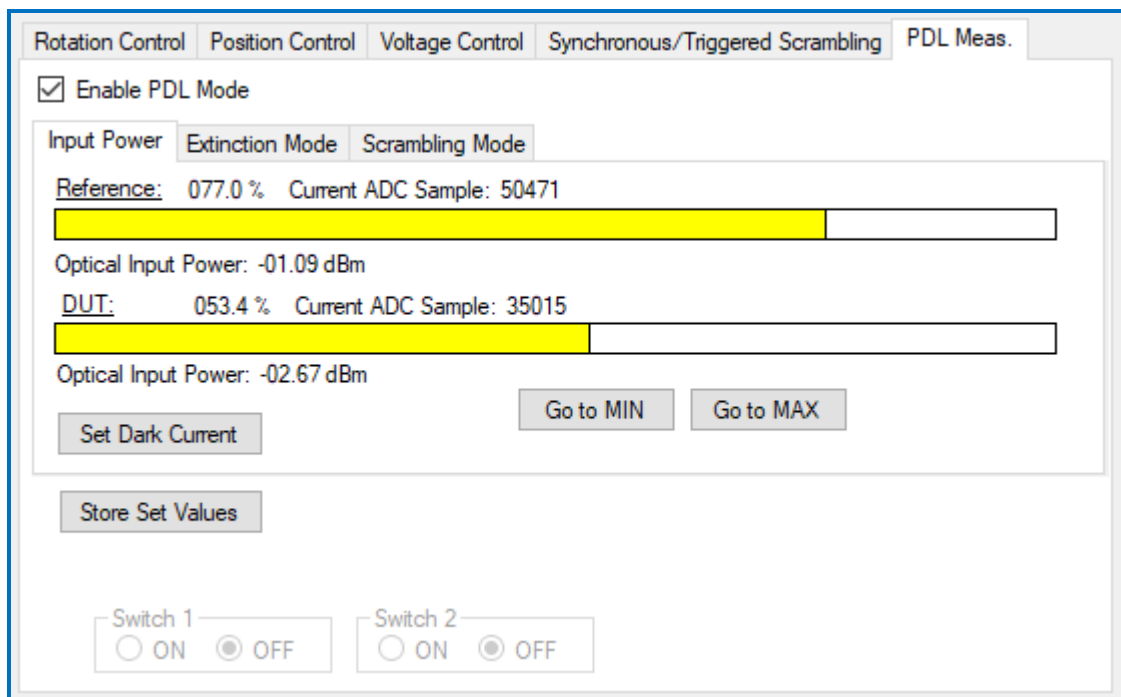 Rotation Control Position Control Voltage Control Synchronous/Triggered Scrambling PDL Meas.
Enable PDL Mode
Input Power Extinction Mode Scrambling Mode
Reference: 077.0 % Current ADC Sample: 50471
Optical Input Power: -01.09 dBm
DUT: 053.4 % Current ADC Sample: 35015
Optical Input Power: -02.67 dBm
Go to MIN Go to MAX
Set Dark Current
Store Set Values
Switch 1 Switch 2
ON OFF ON OFF